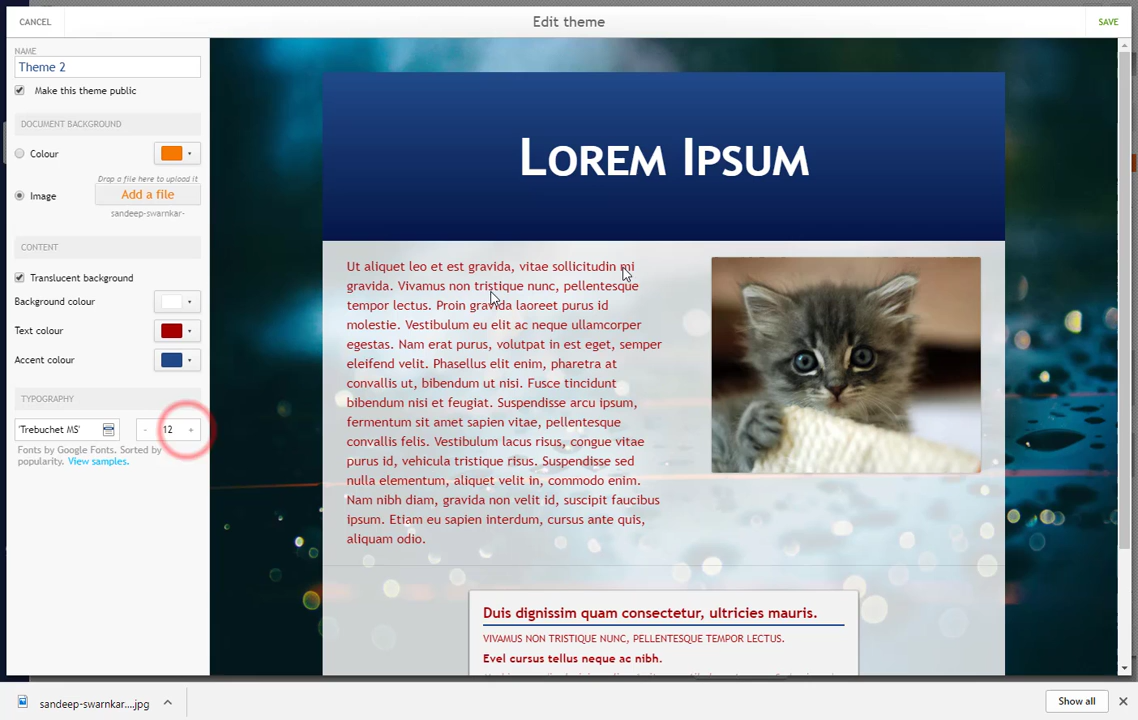 CANCEL
Edit theme
SAVE
NAME
Theme 2
Make this theme public
DOCUMENT BACKGROUND
Colour
Drop a file here to upload it
Image
Add a file
sandeep-swarnkar-
CONTENT
Translucent background
Background colour
Text colour
Accent colour
TYPOGRAPHY
'Trebuchet MS'
- 12 +
Fonts by Google Fonts. Sorted by
popularity. View samples.
Lorem Ipsum
Ut aliquet leo et est gravida, vitae sollicitudin mi
gravida. Vivamus non tristique nunc, pellentesque
tempor lectus. Proin gravida laoreet purus id
molestie. Vestibulum eu elit ac neque ullamcorper
egestas. Nam erat purus, volutpat in est eget, semper
eleifend velit. Phasellus elit enim, pharetra at
convallis ut, bibendum ut nisi. Fusce tincidunt
bibendum nisi et feugiat. Suspendisse arcu ipsum,
fermentum sit amet sapien vitae, pellentesque
convallis felis. Vestibulum lacus risus, congue vitae
purus id, vehicula tristique risus. Suspendisse sed
nulla elementum, aliquet velit in, commodo enim.
Nam nibh diam, gravida non velit id, suscipit faucibus
ipsum. Etiam eu sapien interdum, cursus ante quis,
aliquam odio.
Duis dignissim quam consectetur, ultricies mauris.
VIVAMUS NON TRISTIQUE NUNC, PELLENTESQUE TEMPOR LECTUS.
Evel cursus tellus neque ac nibh.
sandeep-swarnkar....jpg
Show all